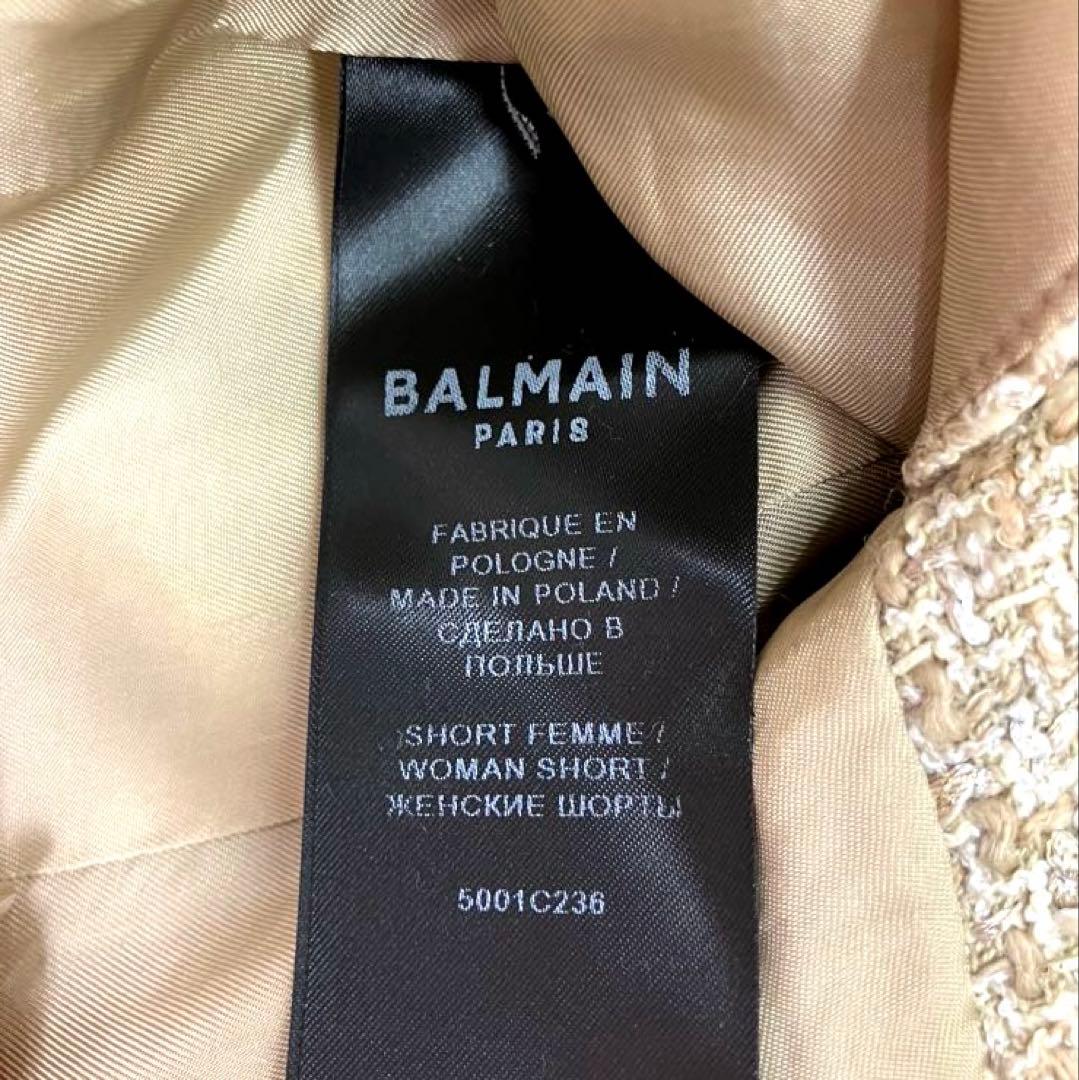 BALMAIN
PARIS
FABRIQUE EN
POLOGNE /
MADE IN POLAND /
СДЕЛАНО В
ПОЛЬШЕ
SHORT FEMME /
WOMAN SHORT /
ЖЕНСКИЕ ШОРТЫ
5001C236